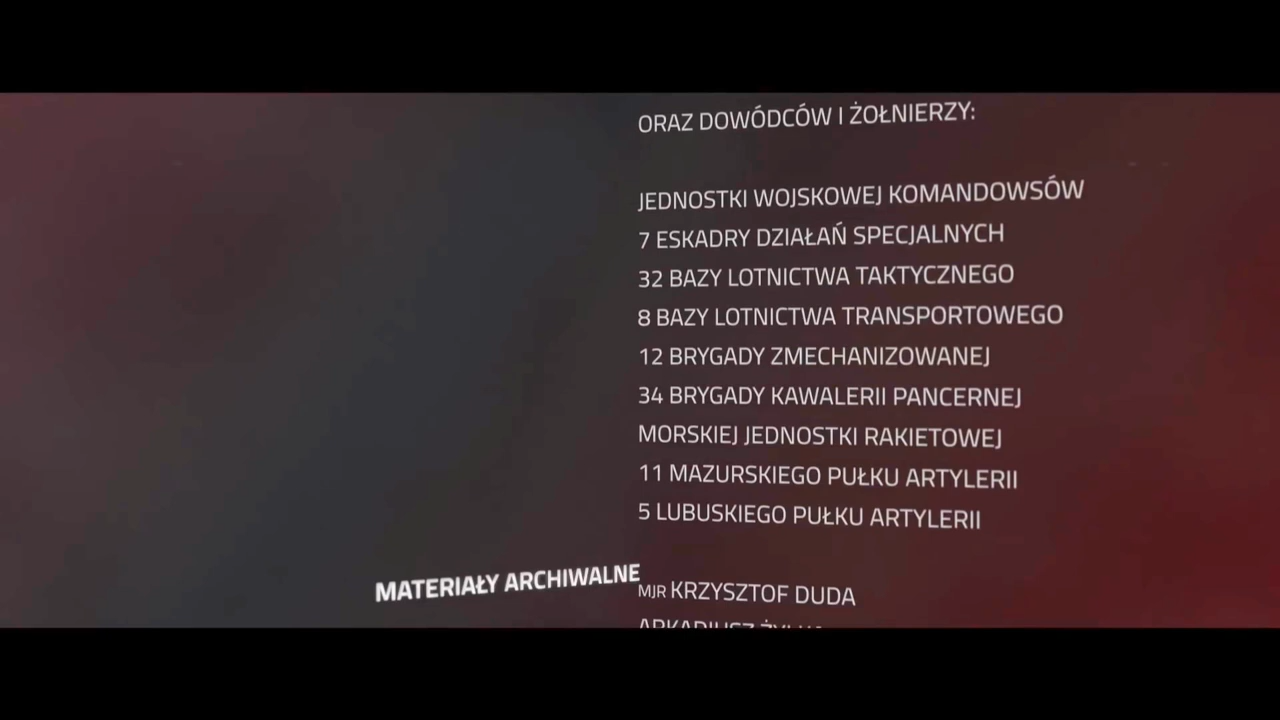 ORAZ DOWÓDCÓW I ŻOŁNIERZY:
JEDNOSTKI WOJSKOWEJ KOMANDOWSÓW
7 ESKADRY DZIAŁAŃ SPECJALNYCH
32 BAZY LOTNICTWA TAKTYCZNEGO
8 BAZY LOTNICTWA TRANSPORTOWEGO
12 BRYGADY ZMECHANIZOWANEJ
34 BRYGADY KAWALERII PANCERNEJ
MORSKIEJ JEDNOSTKI RAKIETOWEJ
11 MAZURSKIEGO PUŁKU ARTYLERII
5 LUBUSKIEGO PUŁKU ARTYLERII
MATERIAŁY ARCHIWALNE MJR KRZYSZTOF DUDA
ARKADIUSZ